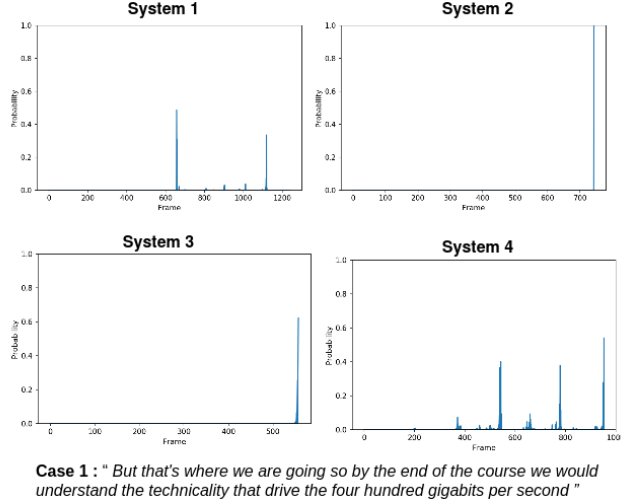 System 1
System 2
1.0
0.8
0.6
0.4
0.2
0.0
Probability
0 200 400 600 800 1000 1200
Frame
1.0
0.8
0.6
0.4
0.2
0.0
Probability
0 100 200 300 400 500 600 700
Frame
System 3
System 4
1.0
0.8
0.6
0.4
0.2
0.0
Probability
0 100 200 300 400 500
Frame
1.0
0.8
0.6
0.4
0.2
0.0
Probability
0 200 400 600 800 100
Frame
Case 1 : “ But that's where we are going so by the end of the course we would
understand the technicality that drive the four hundred gigabits per second ”